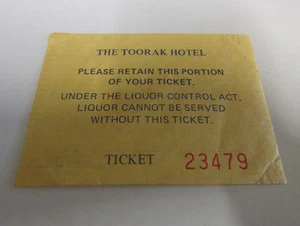 THE TOORAK HOTEL
PLEASE RETAIN THIS PORTION
OF YOUR TICKET.
UNDER THE LIQUOR CONTROL ACT,
LIQUOR CANNOT BE SERVED
WITHOUT THIS TICKET.
TICKET 23479